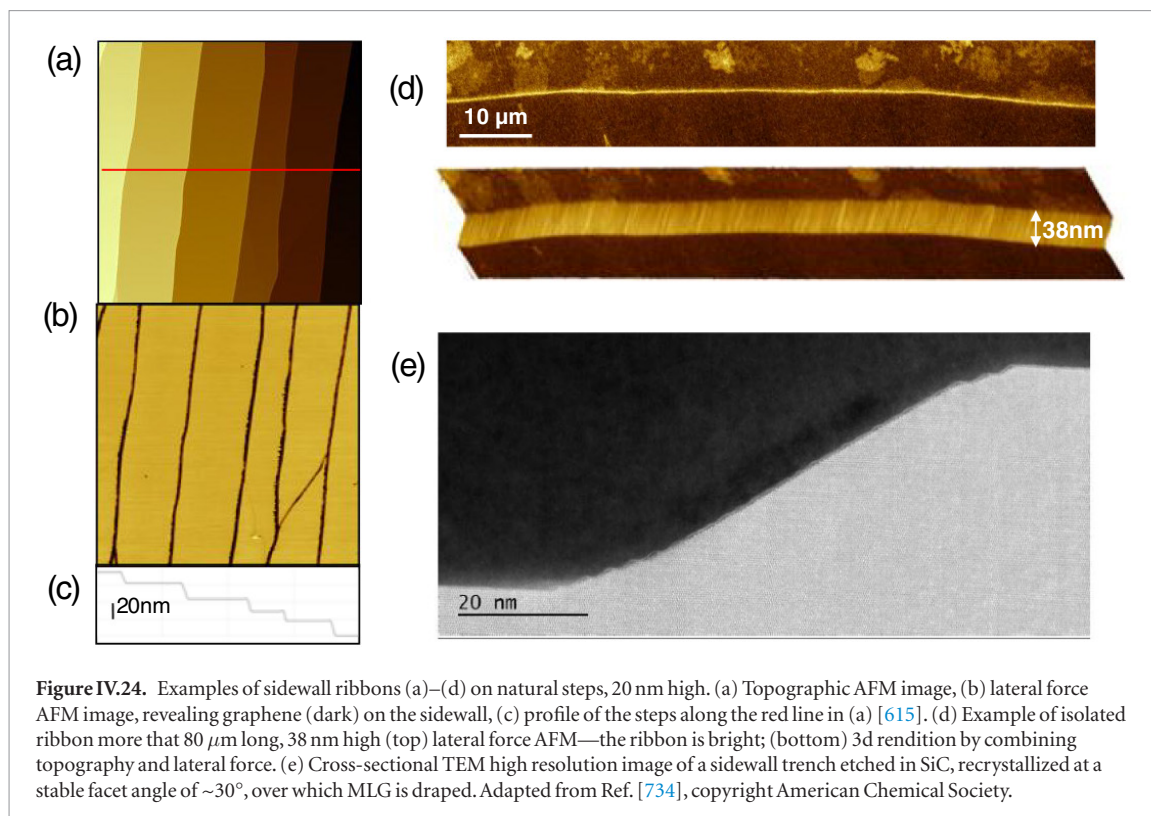 (a)
(b)
(c)
20nm
(d)
10 μm
38nm
(e)
20 nm
Figure IV.24. Examples of sidewall ribbons (a)–(d) on natural steps, 20 nm high. (a) Topographic AFM image, (b) lateral force
AFM image, revealing graphene (dark) on the sidewall, (c) profile of the steps along the red line in (a) [615]. (d) Example of isolated
ribbon more that 80 μm long, 38 nm high (top) lateral force AFM—the ribbon is bright; (bottom) 3d rendition by combining
topography and lateral force. (e) Cross-sectional TEM high resolution image of a sidewall trench etched in SiC, recrystallized at a
stable facet angle of ~30°, over which MLG is draped. Adapted from Ref. [734], copyright American Chemical Society.